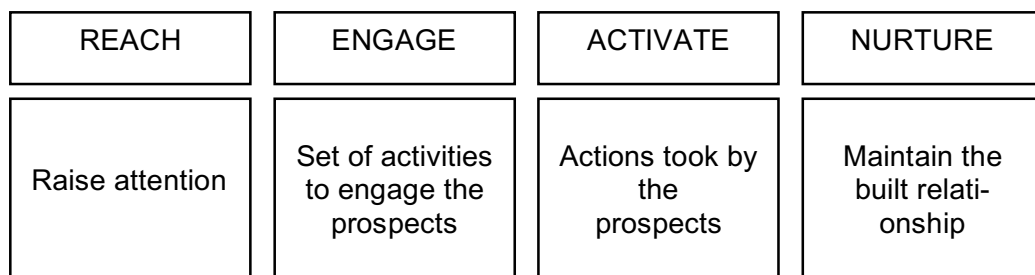 REACH
ENGAGE
ACTIVATE
NURTURE
Raise attention
Set of activities
to engage the
prospects
Actions took by
the
prospects
Maintain the
built relati-
onship